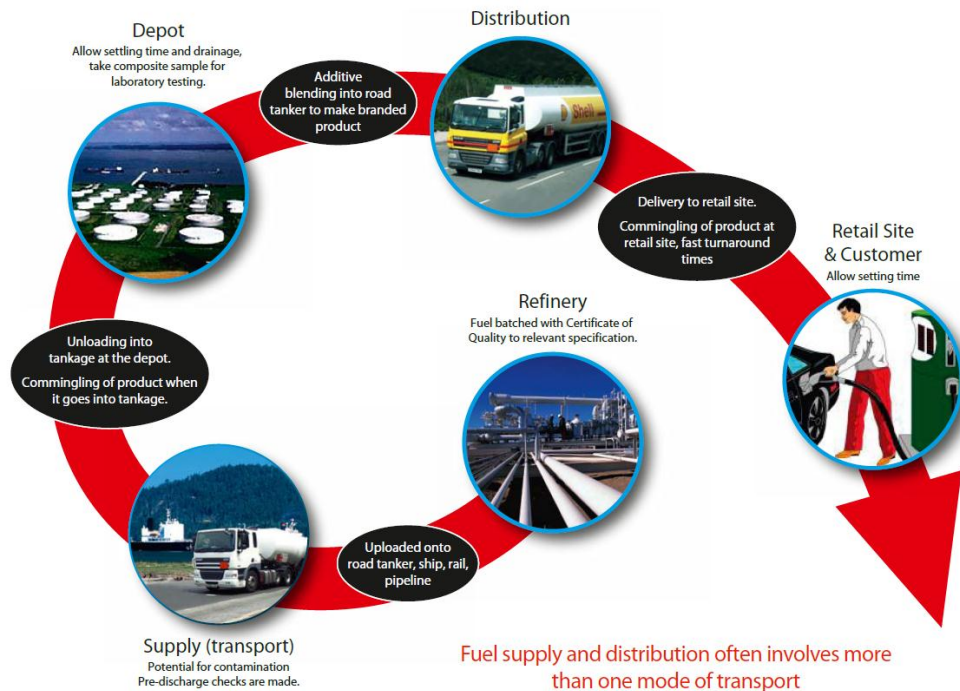 Depot
Allow settling time and drainage,
take composite sample for
laboratory testing.
Additive
blending into road
tanker to make branded
product
Distribution
Shell
Delivery to retail site.
Commingling of product at
retail site, fast turnaround
times
Retail Site
& Customer
Allow setting time
Refinery
Fuel batched with Certificate of
Quality to relevant specification.
Unloading into
tankage at the depot.
Commingling of product when
it goes into tankage.
Uploaded onto
road tanker, ship, rail,
pipeline
Supply (transport)
Potential for contamination
Pre-discharge checks are made.
Fuel supply and distribution often involves more
than one mode of transport